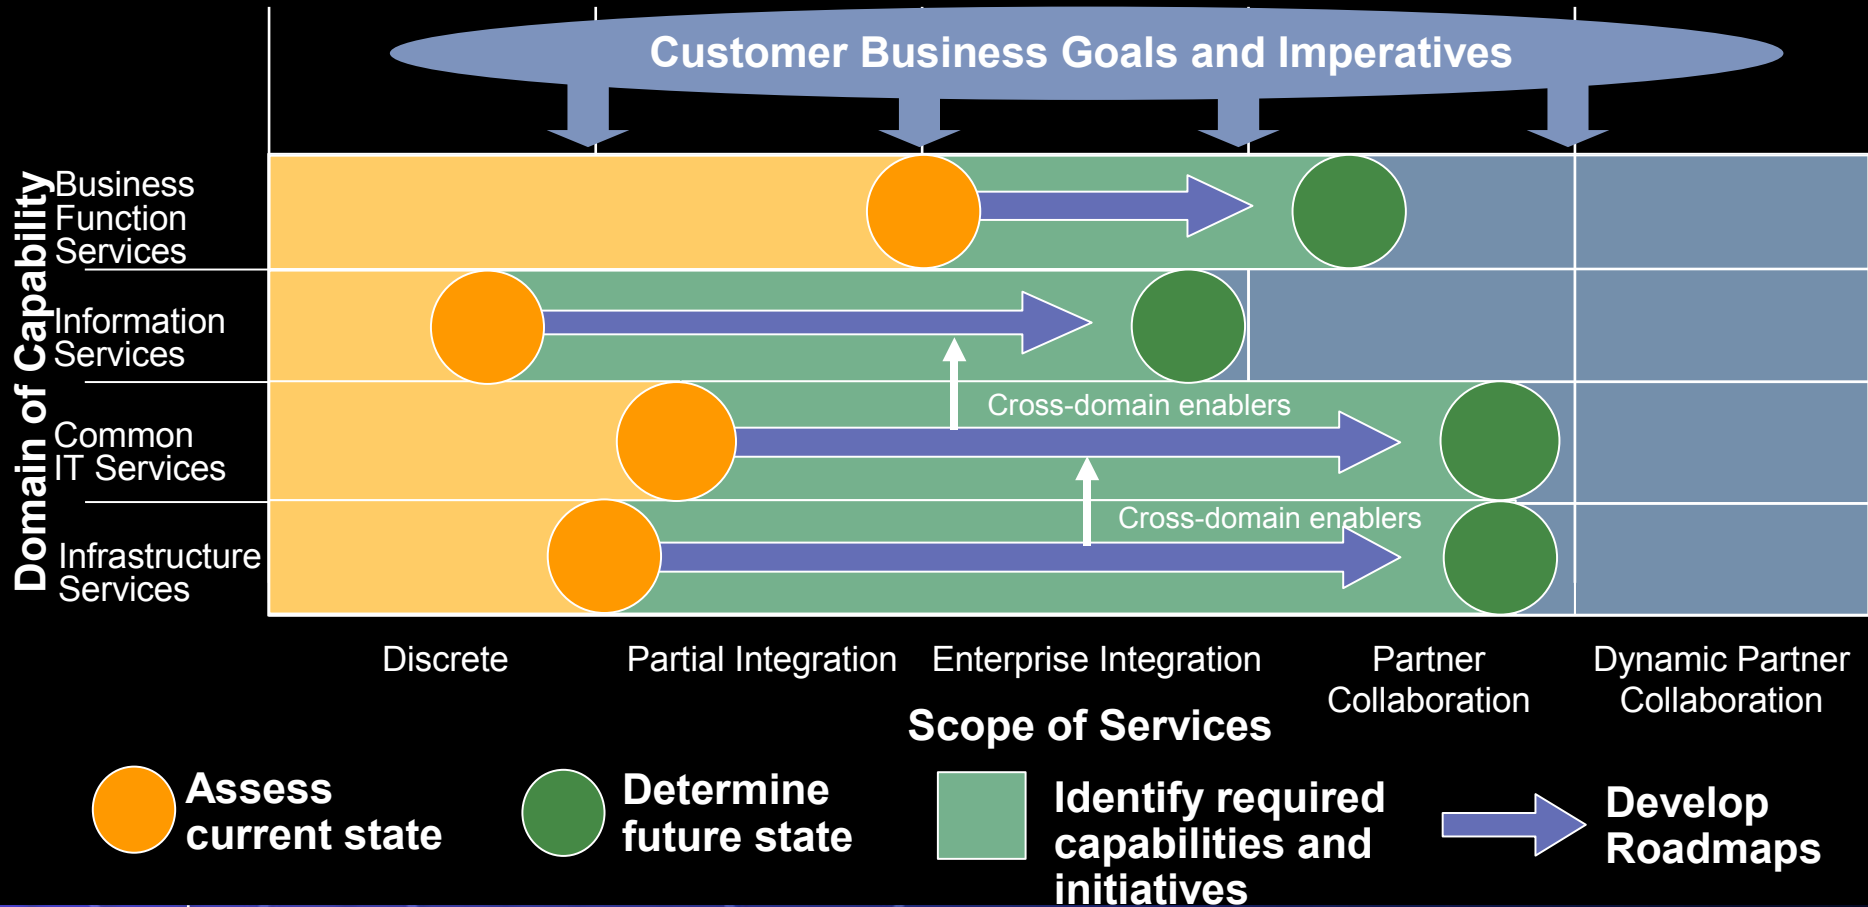 Customer Business Goals and Imperatives
Domain of Capability
Business
Function
Services
Information
Services
Cross-domain enablers
Common
IT Services
Cross-domain enablers
Infrastructure
Services
Discrete
Partial Integration
Enterprise Integration
Partner
Collaboration
Dynamic Partner
Collaboration
Scope of Services
Assess
current state
Determine
future state
Identify required
capabilities and
initiatives
Develop
Roadmaps